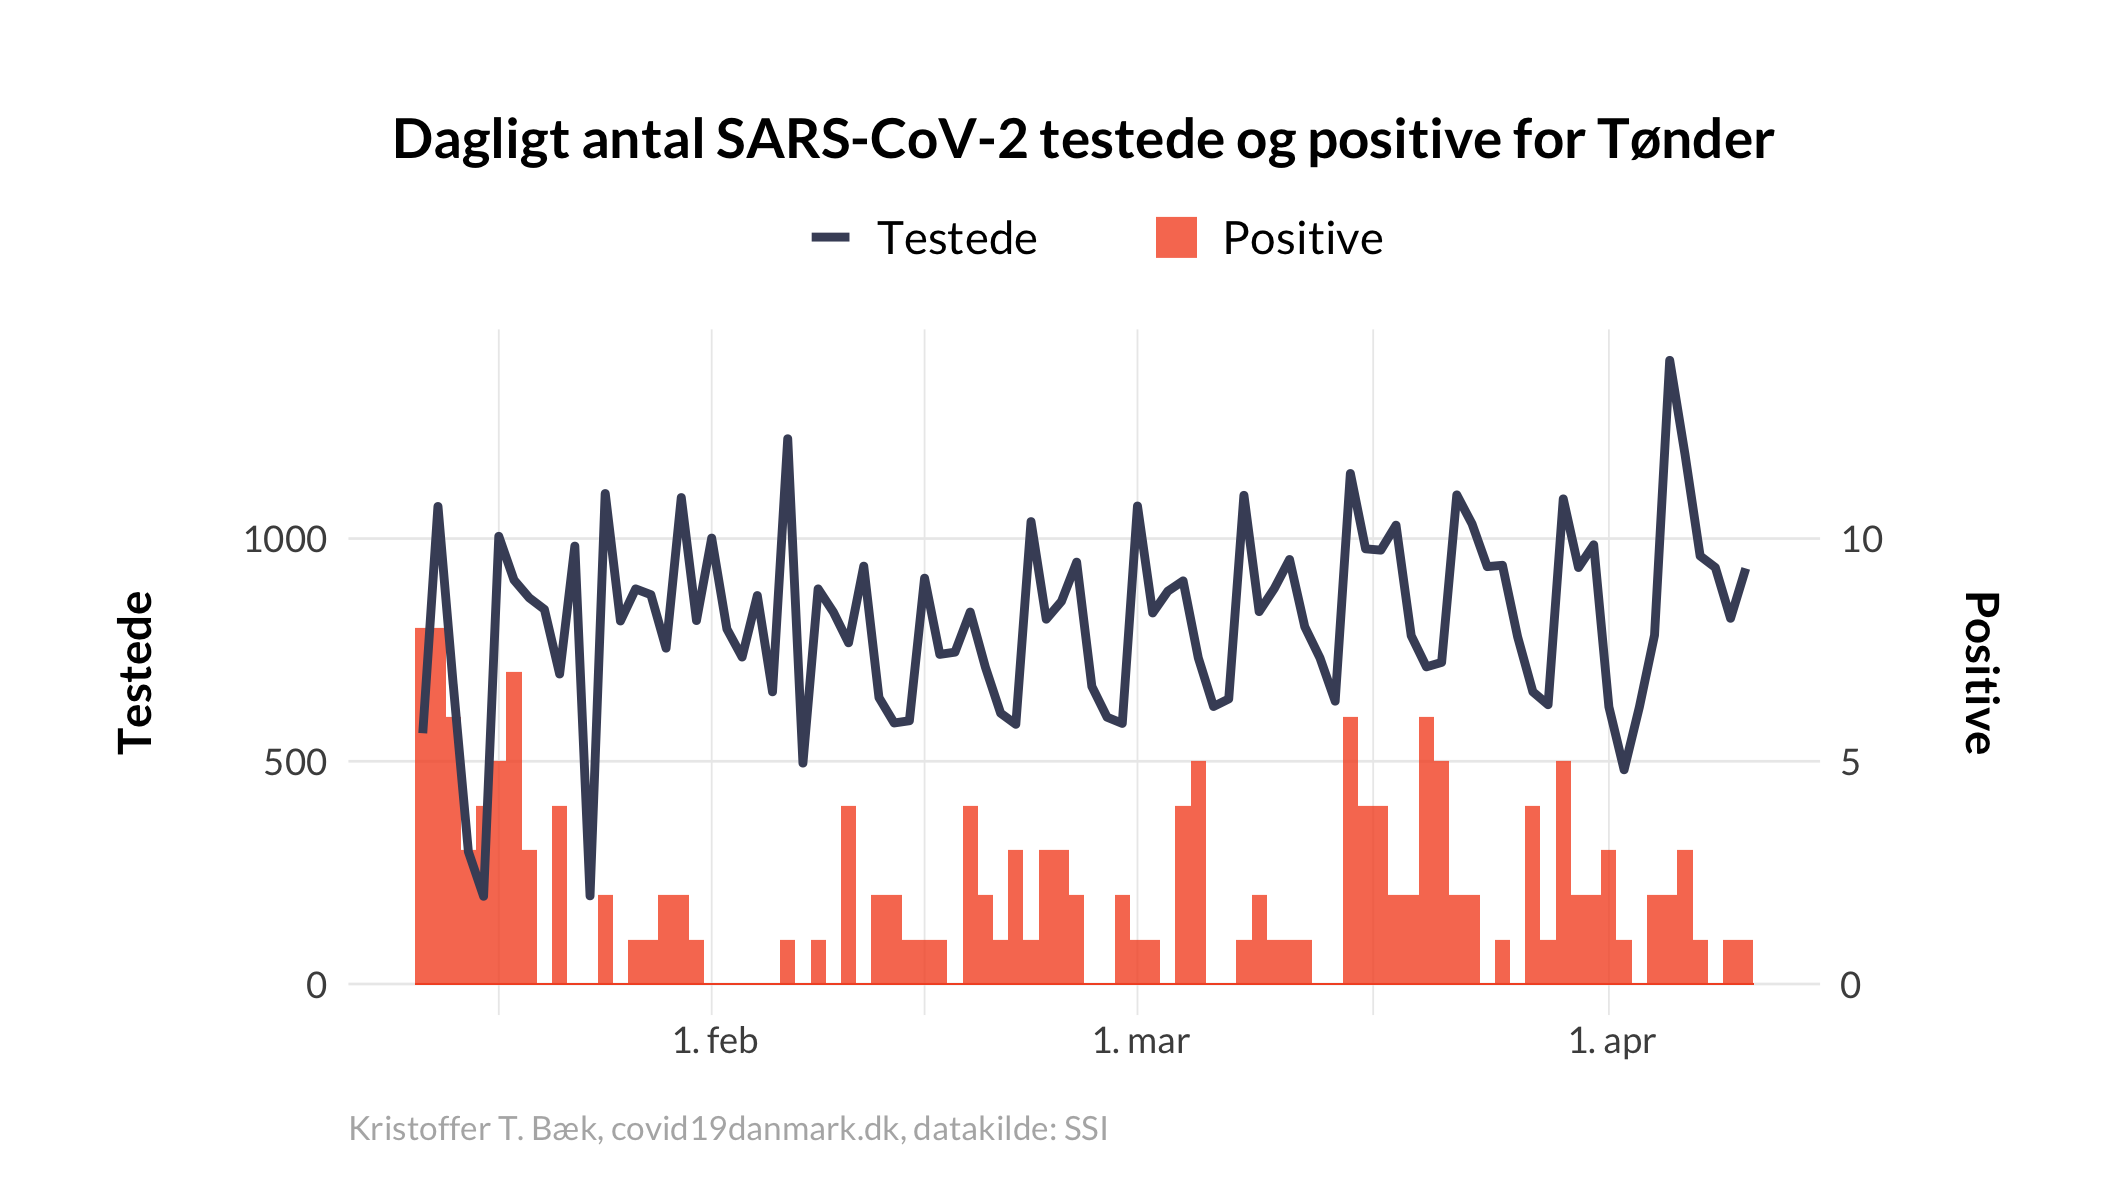 Dagligt antal SARS-CoV-2 testede og positive for Tønder
Testede
Positive
Testede
1000
500
0
10
5
0
Positive
1. feb
1. mar
1. apr
Kristoffer T. Bæk, covid19danmark.dk, datakilde: SSI